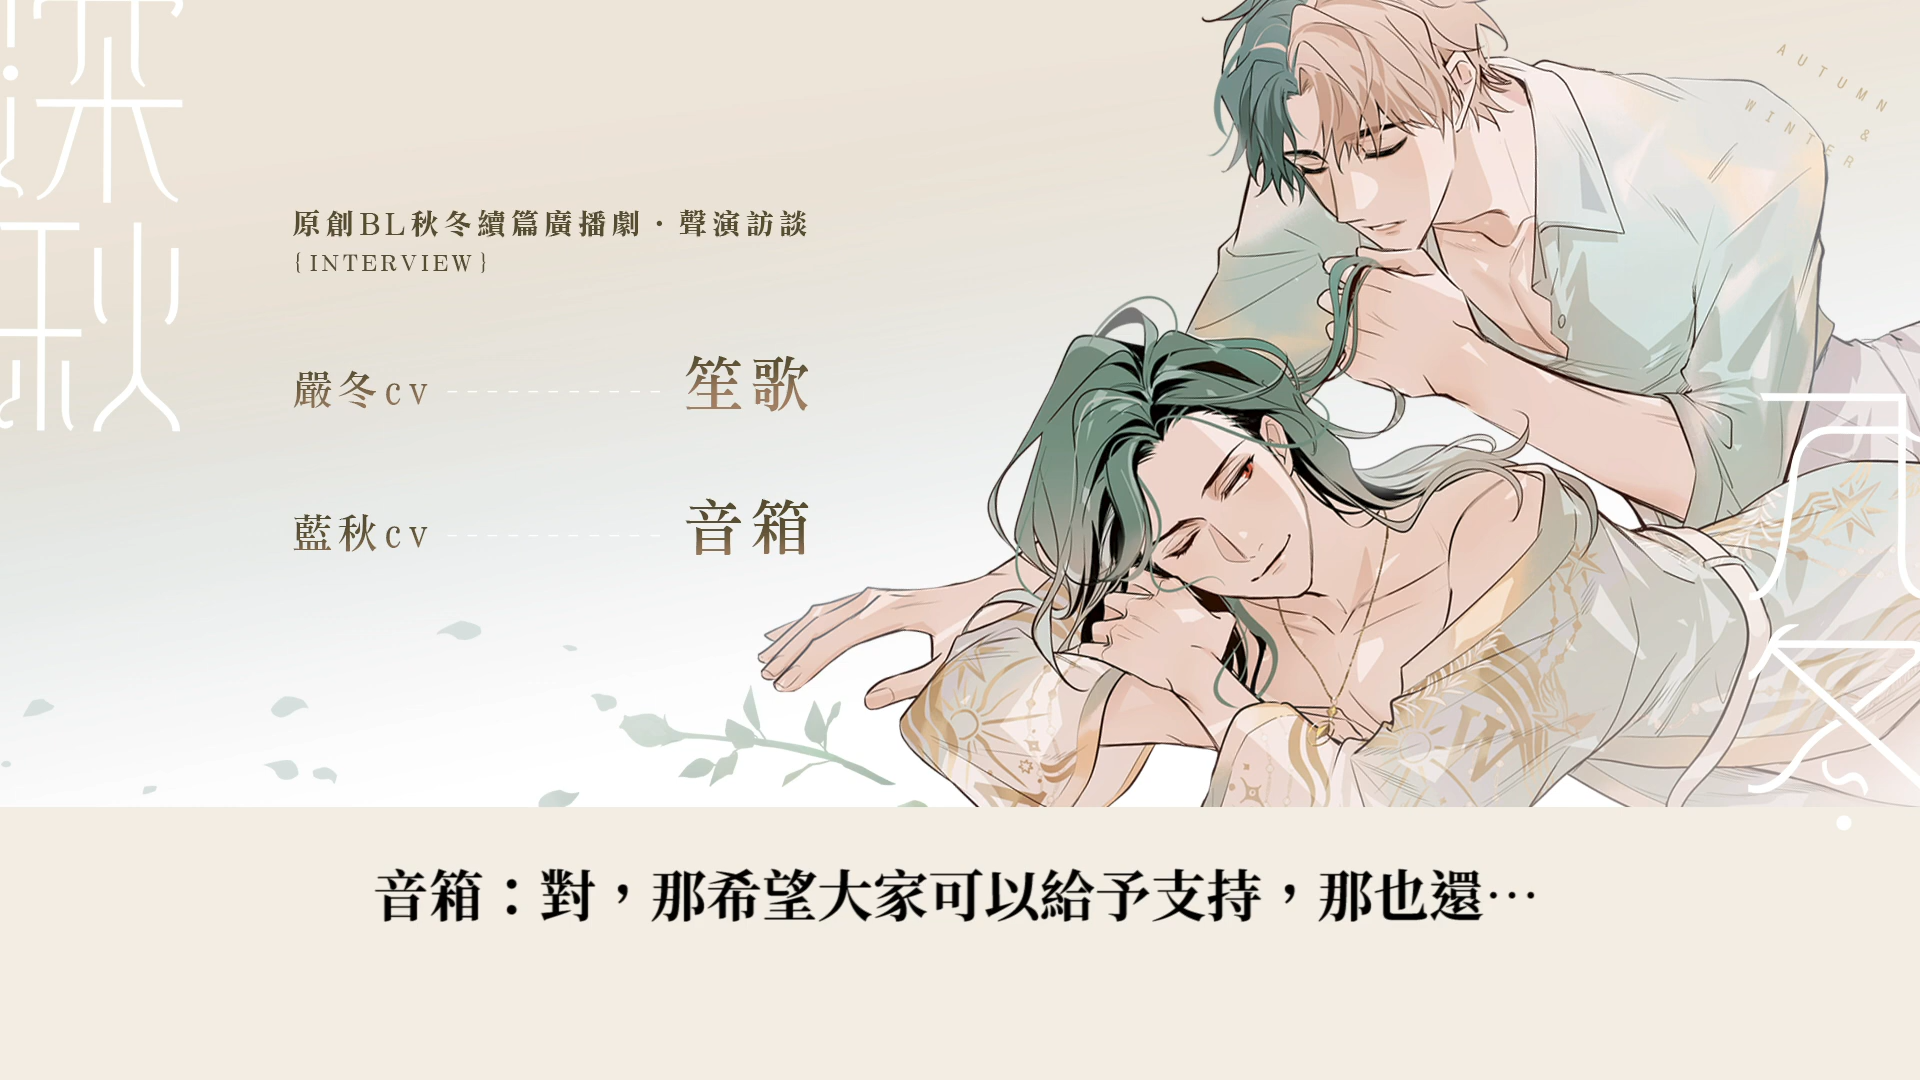 深秋
原創BL秋冬續篇廣播劇·聲演訪談
{INTERVIEW}
嚴冬cv ------------ 笙歌
藍秋cv ------------ 音箱
AUTUMN
&
WINTER
音箱：對，那希望大家可以給予支持，那也還…